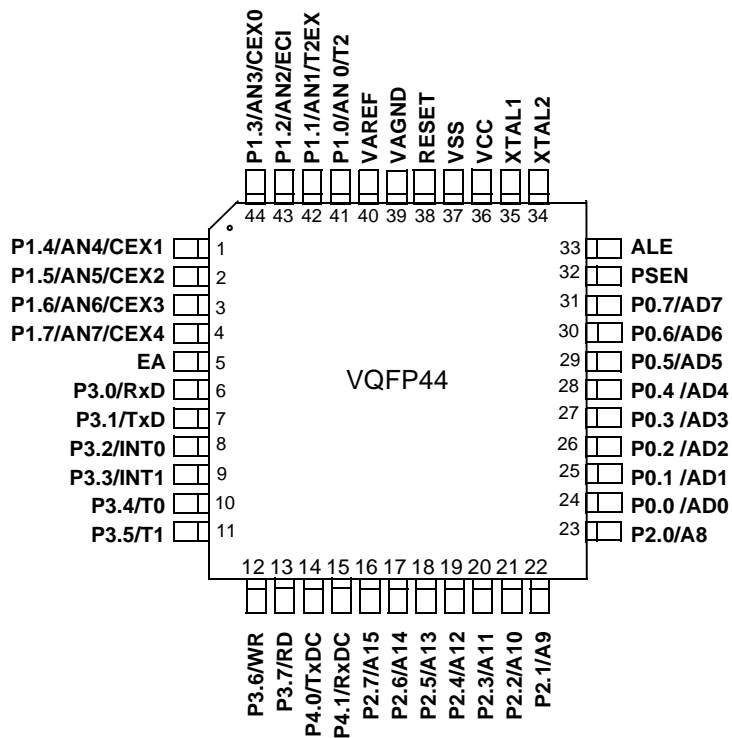 P1.3/AN3/CEX0
P1.2/AN2/ECI
P1.1/AN1/T2EX
P1.0/AN 0/T2
VAREF
VAGND
RESET
VSS
VCC
XTAL1
XTAL2
44 43 42 41 40 39 38 37 36 35 34
P1.4/AN4/CEX1 1
P1.5/AN5/CEX2 2
P1.6/AN6/CEX3 3
P1.7/AN7/CEX4 4
EA 5
P3.0/RxD 6
P3.1/TxD 7
P3.2/INT0 8
P3.3/INT1 9
P3.4/T0 10
P3.5/T1 11
VQFP44
33 ALE
32 PSEN
31 P0.7/AD7
30 P0.6/AD6
29 P0.5/AD5
28 P0.4 /AD4
27 P0.3 /AD3
26 P0.2 /AD2
25 P0.1 /AD1
24 P0.0 /AD0
23 P2.0/A8
12 13 14 15 16 17 18 19 20 21 22
P3.6/WR
P3.7/RD
P4.0/TxDC
P4.1/RxDC
P2.7/A15
P2.6/A14
P2.5/A13
P2.4/A12
P2.3/A11
P2.2/A10
P2.1/A9